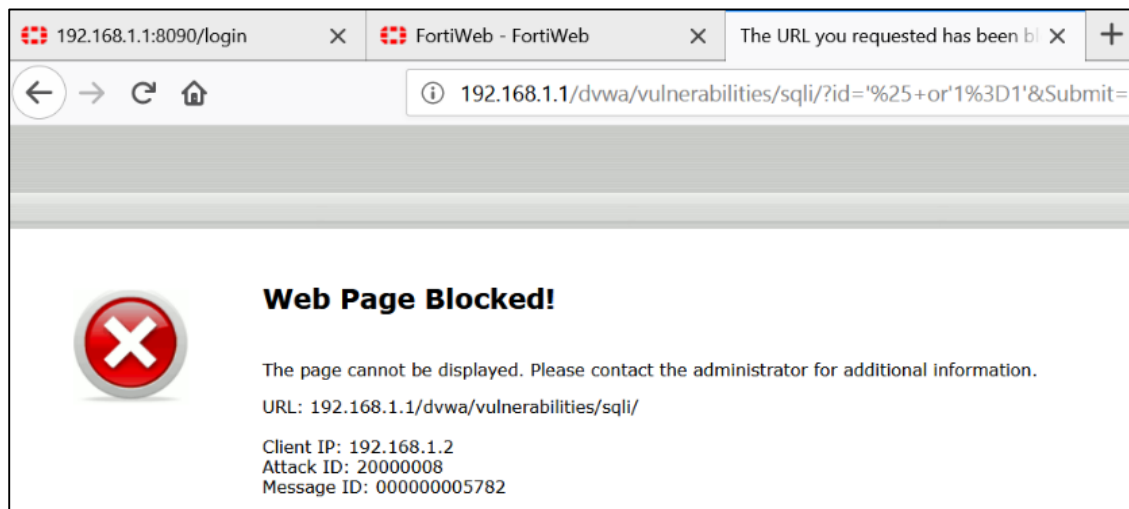 192.168.1.1:8090/login
FortiWeb - FortiWeb
The URL you requested has been bl
192.168.1.1/dvwa/vulnerabilities/sqli/?id='%25+or'1%3D1'&Submit=
Web Page Blocked!
The page cannot be displayed. Please contact the administrator for additional information.
URL: 192.168.1.1/dvwa/vulnerabilities/sqli/
Client IP: 192.168.1.2
Attack ID: 20000008
Message ID: 000000005782